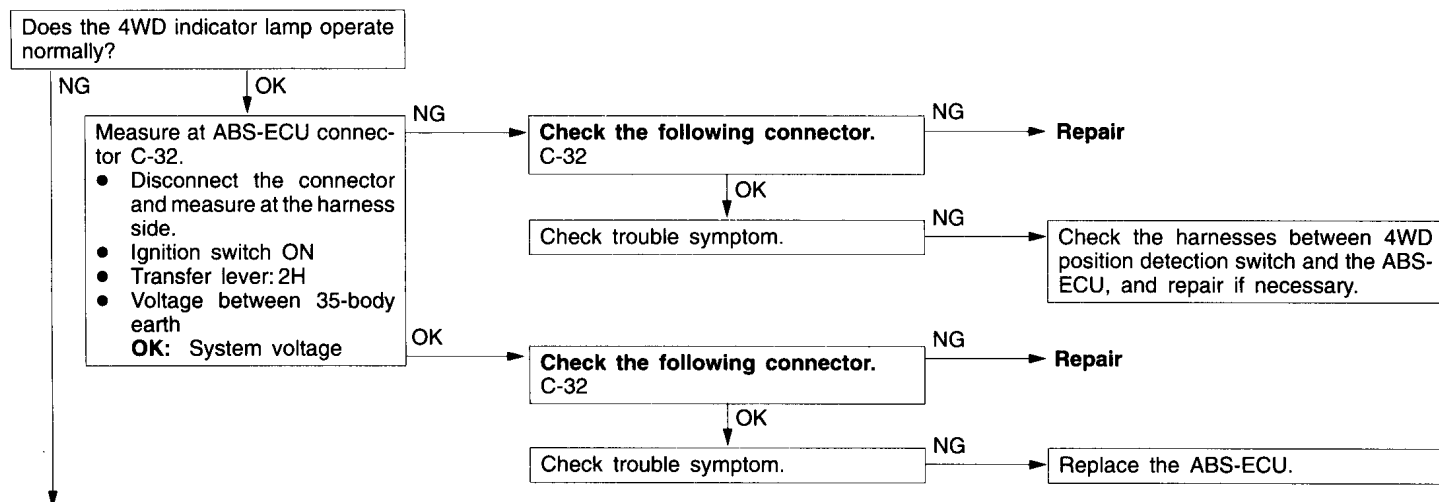 Does the 4WD indicator lamp operate
normally?
NG
OK
Measure at ABS-ECU connec-
tor C-32.
● Disconnect the connector
and measure at the harness
side.
● Ignition switch ON
● Transfer lever: 2H
● Voltage between 35-body
earth
OK: System voltage
NG
Check the following connector.
C-32
NG
Repair
OK
Check trouble symptom.
NG
Check the harnesses between 4WD
position detection switch and the ABS-
ECU, and repair if necessary.
OK
Check the following connector.
C-32
NG
Repair
OK
Check trouble symptom.
NG
Replace the ABS-ECU.